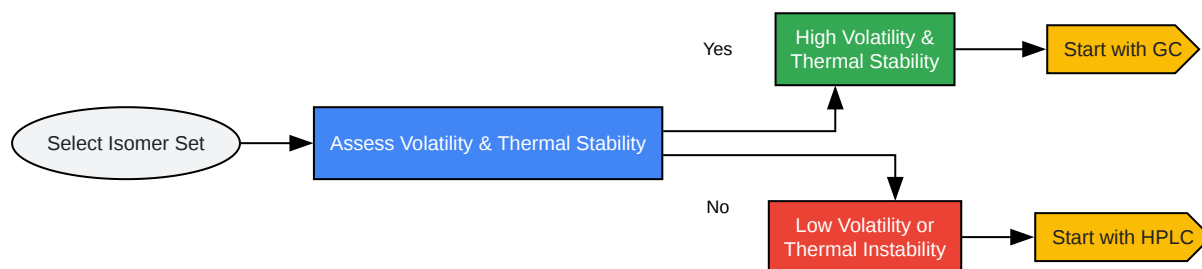 Select Isomer Set
Assess Volatility & Thermal Stability
Yes
High Volatility &
Thermal Stability
Start with GC
No
Low Volatility or
Thermal Instability
Start with HPLC